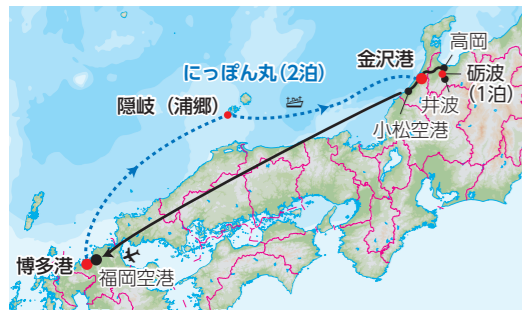 にっぽん丸(2泊)
隠岐（浦郷）
金沢港
高岡
砺波
(1泊)
井波
小松空港
博多港
福岡空港